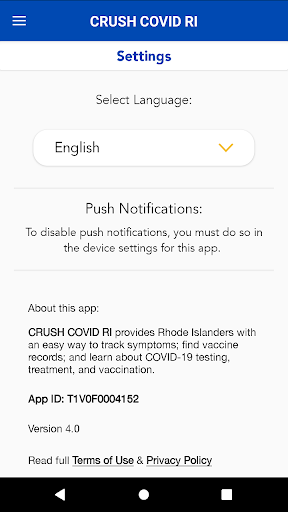 CRUSH COVID RI
Settings
Select Language:
English
Push Notifications:
To disable push notifications, you must do so in
the device settings for this app.
About this app:
CRUSH COVID RI provides Rhode Islanders with
an easy way to track symptoms; find vaccine
records; and learn about COVID-19 testing,
treatment, and vaccination.
App ID: T1V0F0004152
Version 4.0
Read full Terms of Use & Privacy Policy